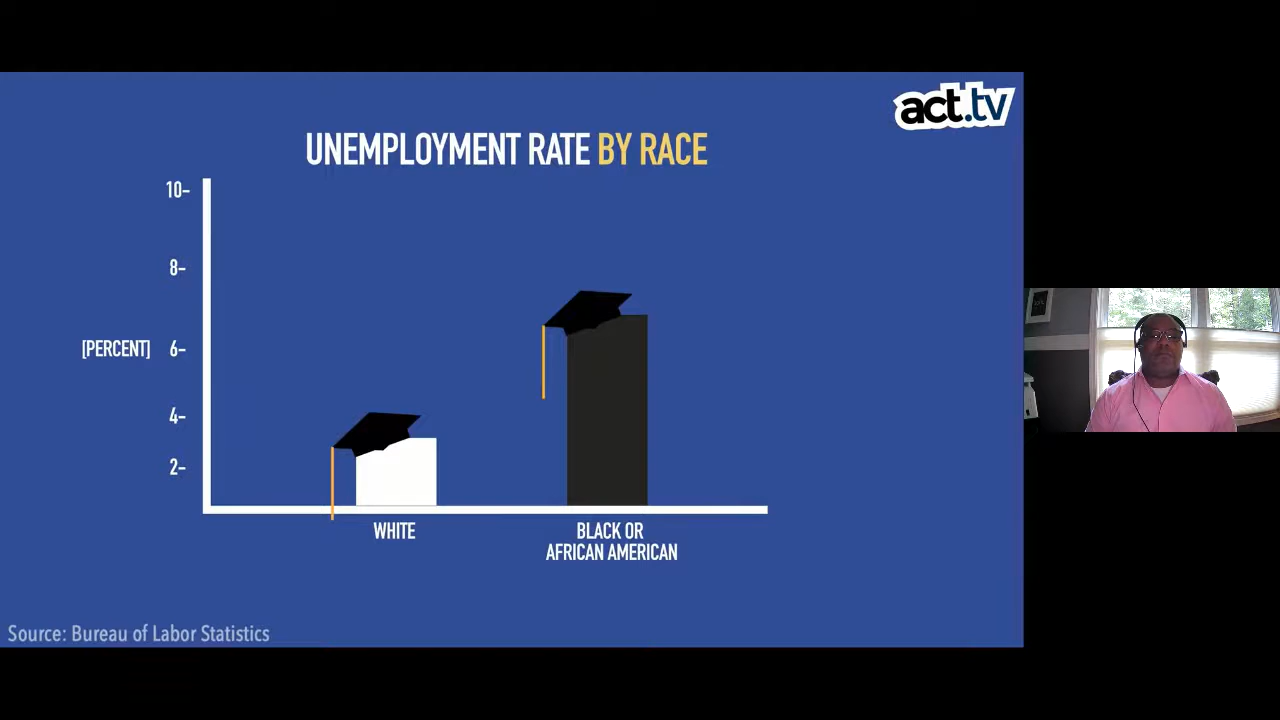 act.tv
UNEMPLOYMENT RATE BY RACE
10-
8-
[PERCENT] 6-
4-
2-
WHITE
BLACK OR
AFRICAN AMERICAN
Source: Bureau of Labor Statistics